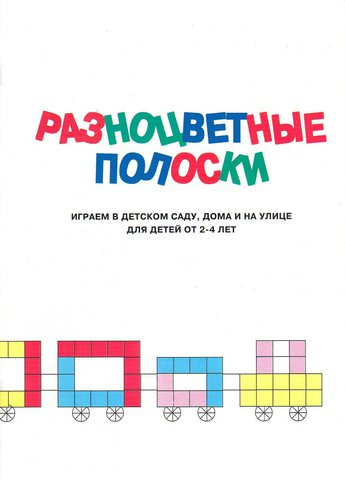 РАЗНОЦВЕТНЫЕ
ПОЛОСКИ
ИГРАЕМ В ДЕТСКОМ САДУ, ДОМА И НА УЛИЦЕ
ДЛЯ ДЕТЕЙ ОТ 2-4 ЛЕТ